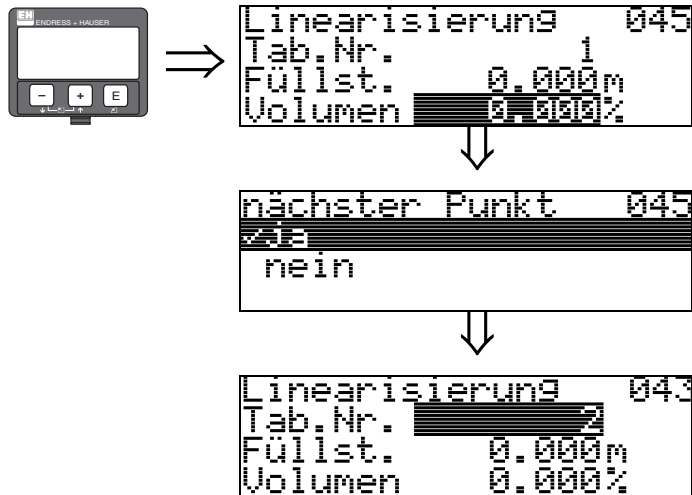 EH
ENDRESS + HAUSER
- + E
Linearisierung 045
Tab.Nr. 1
Füllst. 0.000m
Volumen 0.000%
nächster Punkt 045
✓ja
nein
Linearisierung 043
Tab.Nr. 2
Füllst. 0.000m
Volumen 0.000%